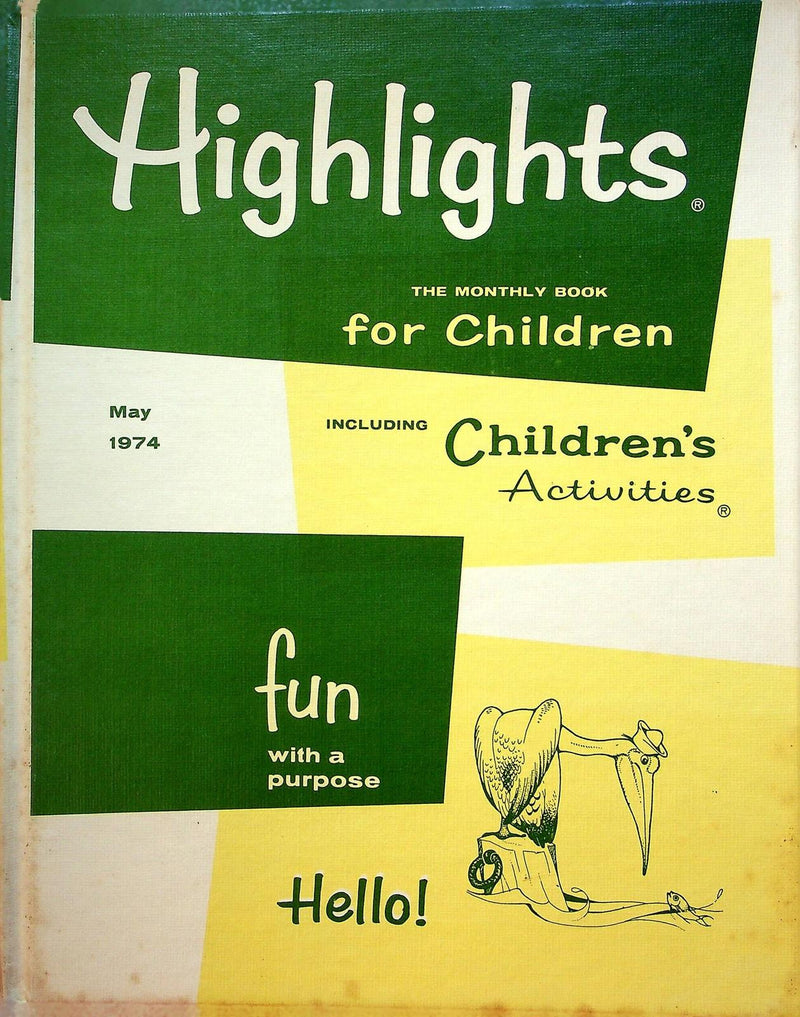 Highlights®
THE MONTHLY BOOK
for Children
May
1974
INCLUDING
Children's
Activities®
fun
with a
purpose
Hello!